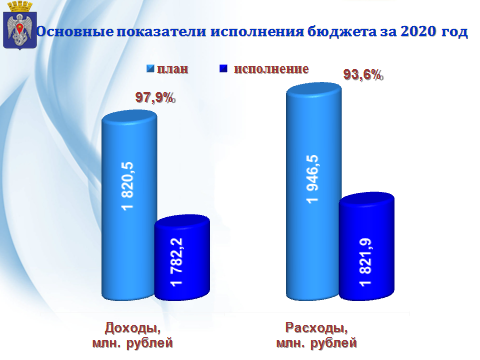 Основные показатели исполнения бюджета за 2020 год
план исполнение
97,9%
93,6%
1 820,5
1 782,2
1 946,5
1 821,9
Доходы,
млн. рублей
Расходы,
млн. рублей